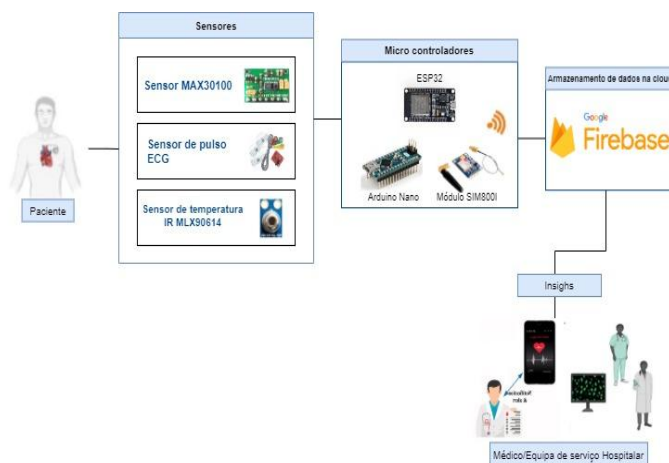 Sensores
Sensor MAX30100
Sensor de pulso
ECG
Sensor de temperatura
IR MLX90614
Paciente
Micro controladores
ESP32
Arduino Nano
Módulo SIM800l
Armazenamento de dados na cloud
Google
Firebase
Insighs
Médico/Equipa de serviço Hospitalar